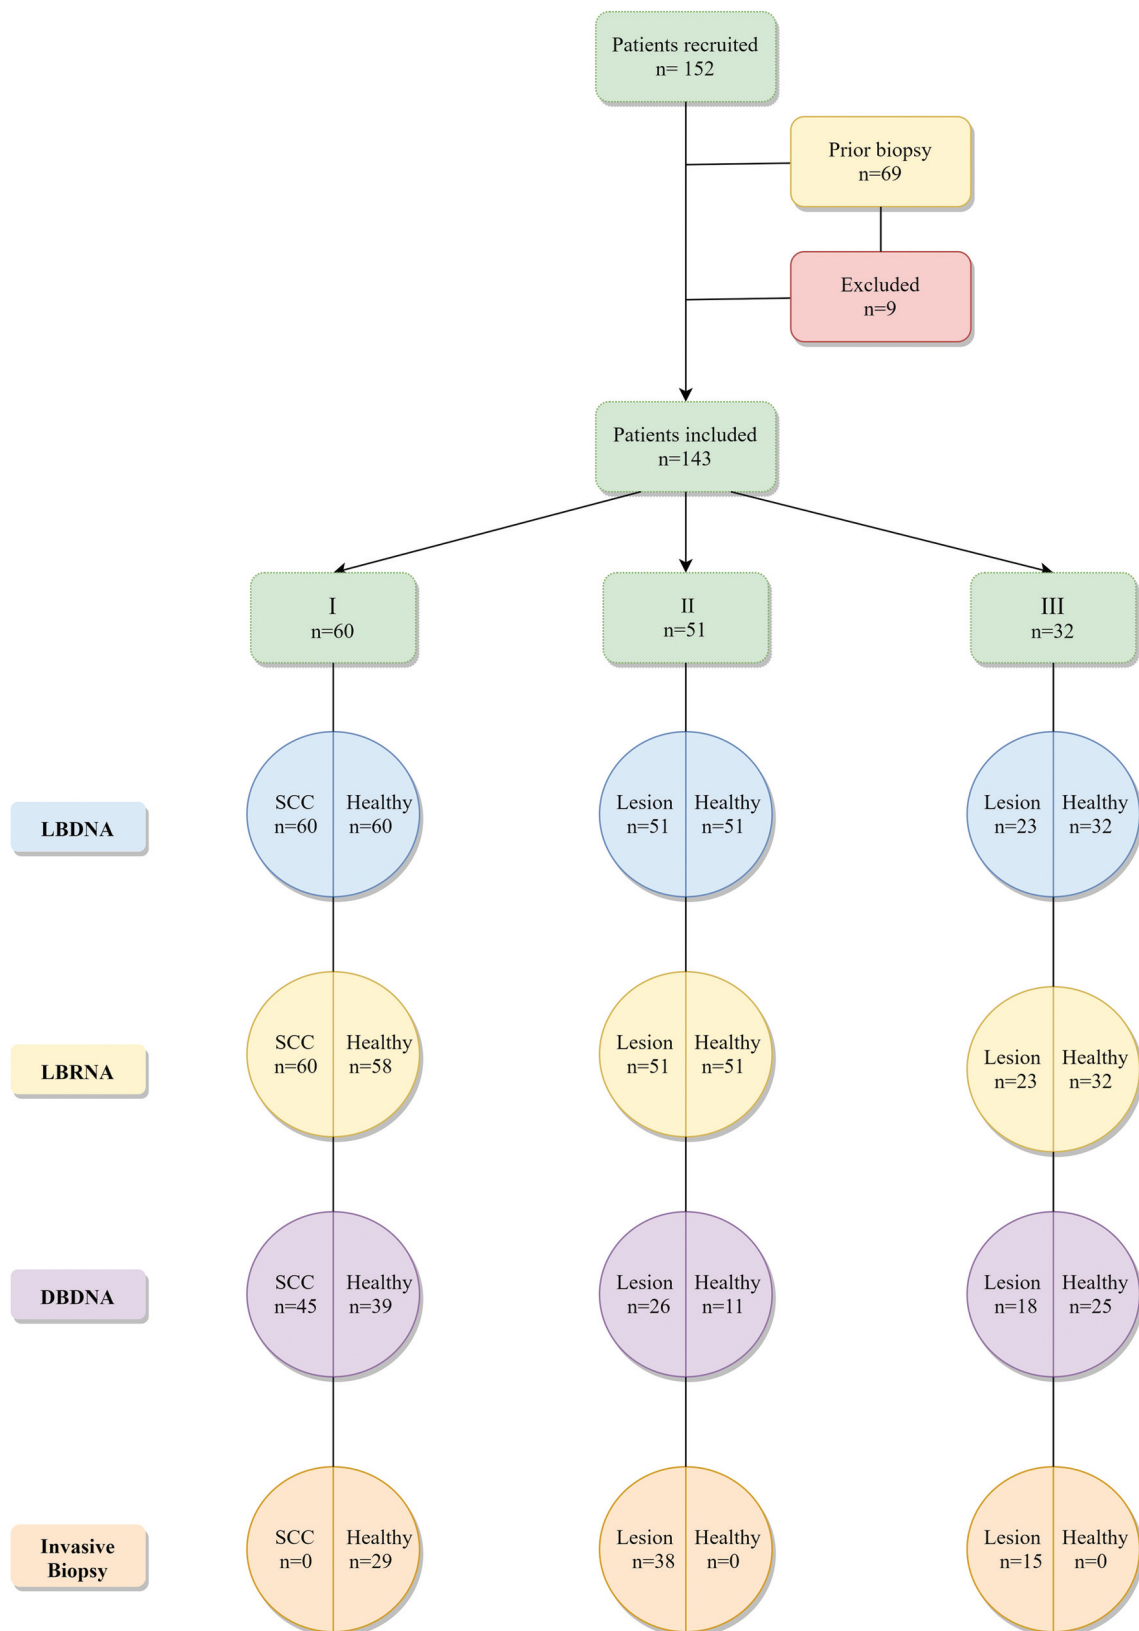 Patients recruited
n= 152
Prior biopsy
n=69
Excluded
n=9
Patients included
n=143
I
n=60
II
n=51
III
n=32
LBDNA
SCC
n=60
Healthy
n=60
Lesion
n=51
Healthy
n=51
Lesion
n=23
Healthy
n=32
LBRNA
SCC
n=60
Healthy
n=58
Lesion
n=51
Healthy
n=51
Lesion
n=23
Healthy
n=32
DBDNA
SCC
n=45
Healthy
n=39
Lesion
n=26
Healthy
n=11
Lesion
n=18
Healthy
n=25
Invasive
Biopsy
SCC
n=0
Healthy
n=29
Lesion
n=38
Healthy
n=0
Lesion
n=15
Healthy
n=0